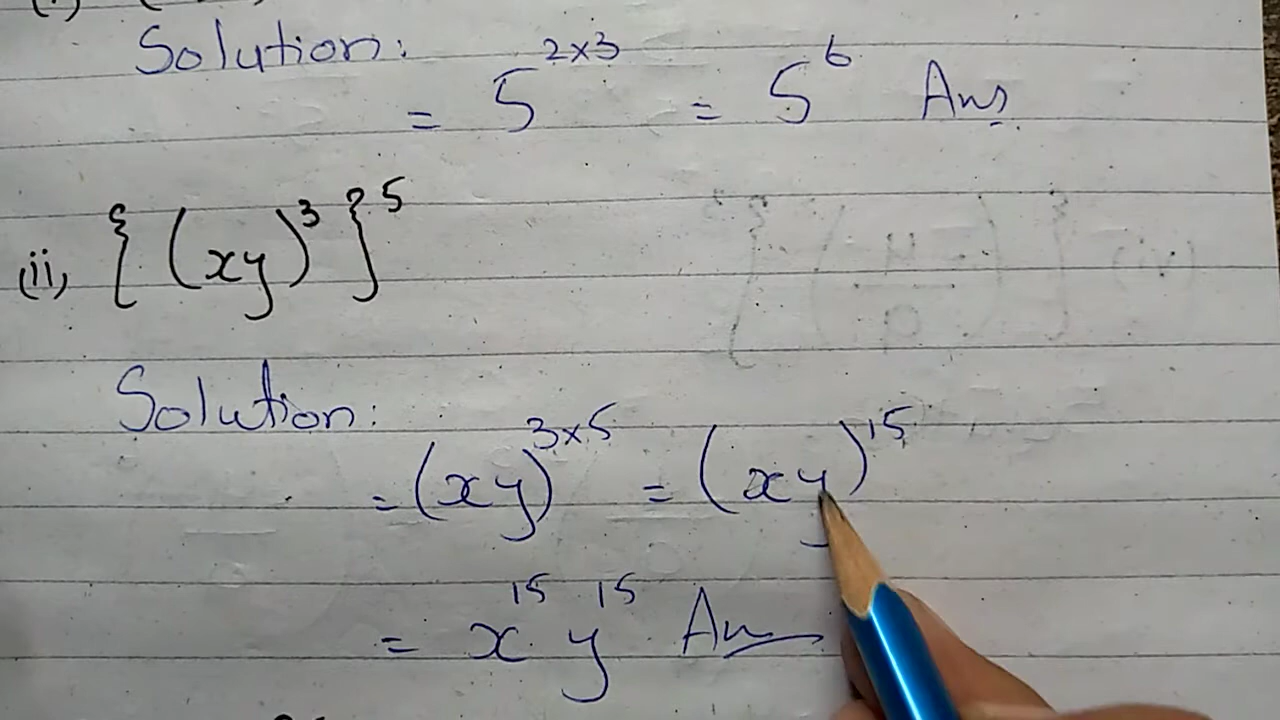 Solution:
= 5^{2×3} = 5^6 Ans
(ii) {(xy)^3}^5
Solution:
= (xy)^{3×5} = (xy)^{15}
= x^{15} y^{15} Ans